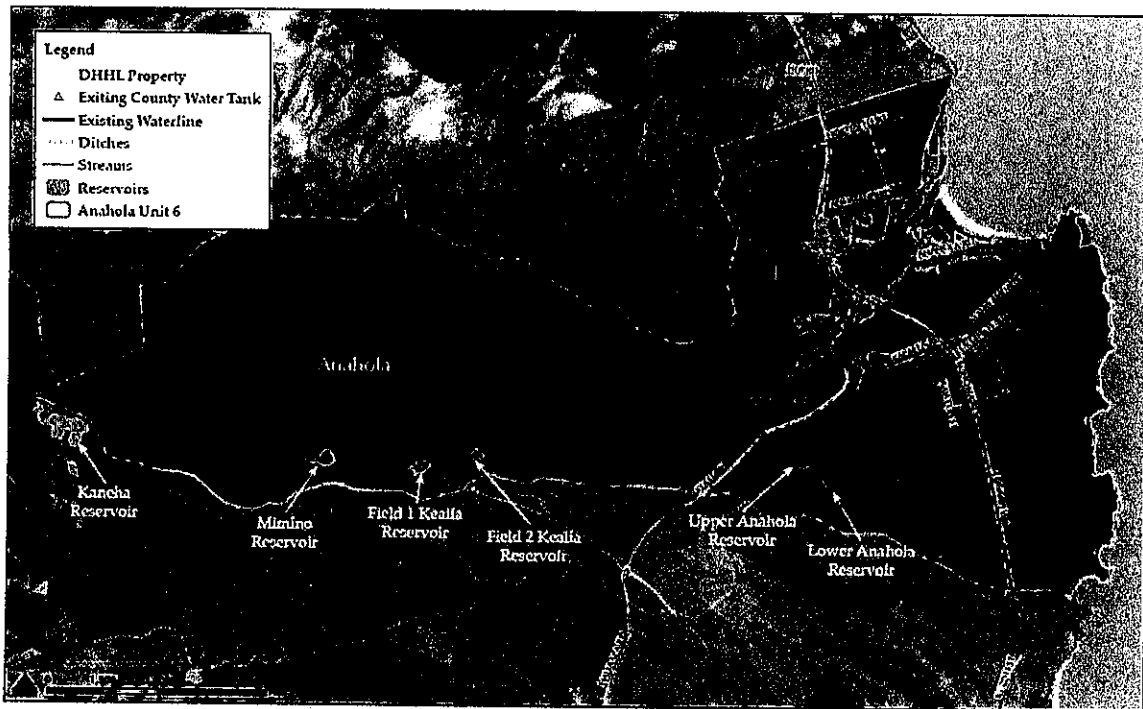 Legend
DHHL Property
Exiting County Water Tank
Existing Waterline
Ditches
Streams
Reservoirs
Anahola Unit 6
Anahola
Kaneha
Reservoir
Mimino
Reservoir
Field 1 Kealia
Reservoir
Field 2 Kealia
Reservoir
Upper Anahola
Reservoir
Lower Anahola
Reservoir